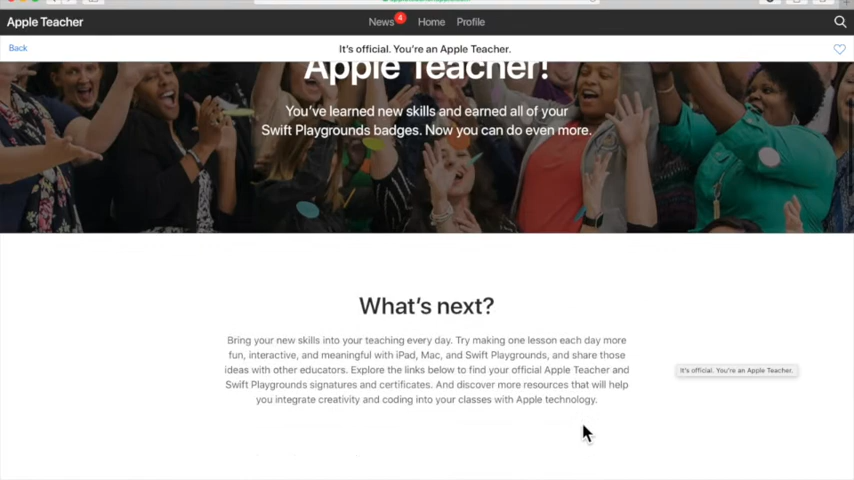 Apple Teacher
News 4 Home Profile
Back
It's official. You're an Apple Teacher.
Apple Teacher!
You've learned new skills and earned all of your
Swift Playgrounds badges. Now you can do even more.
What's next?
Bring your new skills into your teaching every day. Try making one lesson each day more
fun, interactive, and meaningful with iPad, Mac, and Swift Playgrounds, and share those
ideas with other educators. Explore the links below to find your official Apple Teacher and
Swift Playgrounds signatures and certificates. And discover more resources that will help
you integrate creativity and coding into your classes with Apple technology.
It's official. You're an Apple Teacher.